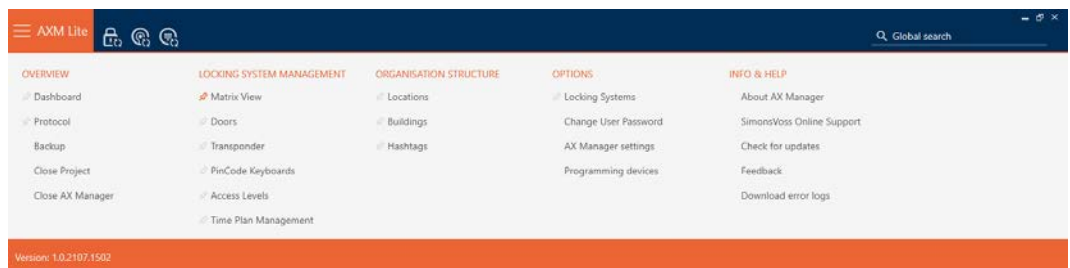 AXM Lite
Global search
OVERVIEW
Dashboard
Protocol
Backup
Close Project
Close AX Manager
LOCKING SYSTEM MANAGEMENT
Matrix View
Doors
Transponder
PinCode Keyboards
Access Levels
Time Plan Management
ORGANISATION STRUCTURE
Locations
Buildings
Hashtags
OPTIONS
Locking Systems
Change User Password
AX Manager settings
Programming devices
INFO & HELP
About AX Manager
SimonsVoss Online Support
Check for updates
Feedback
Download error logs
Version: 1.0.2107.1502